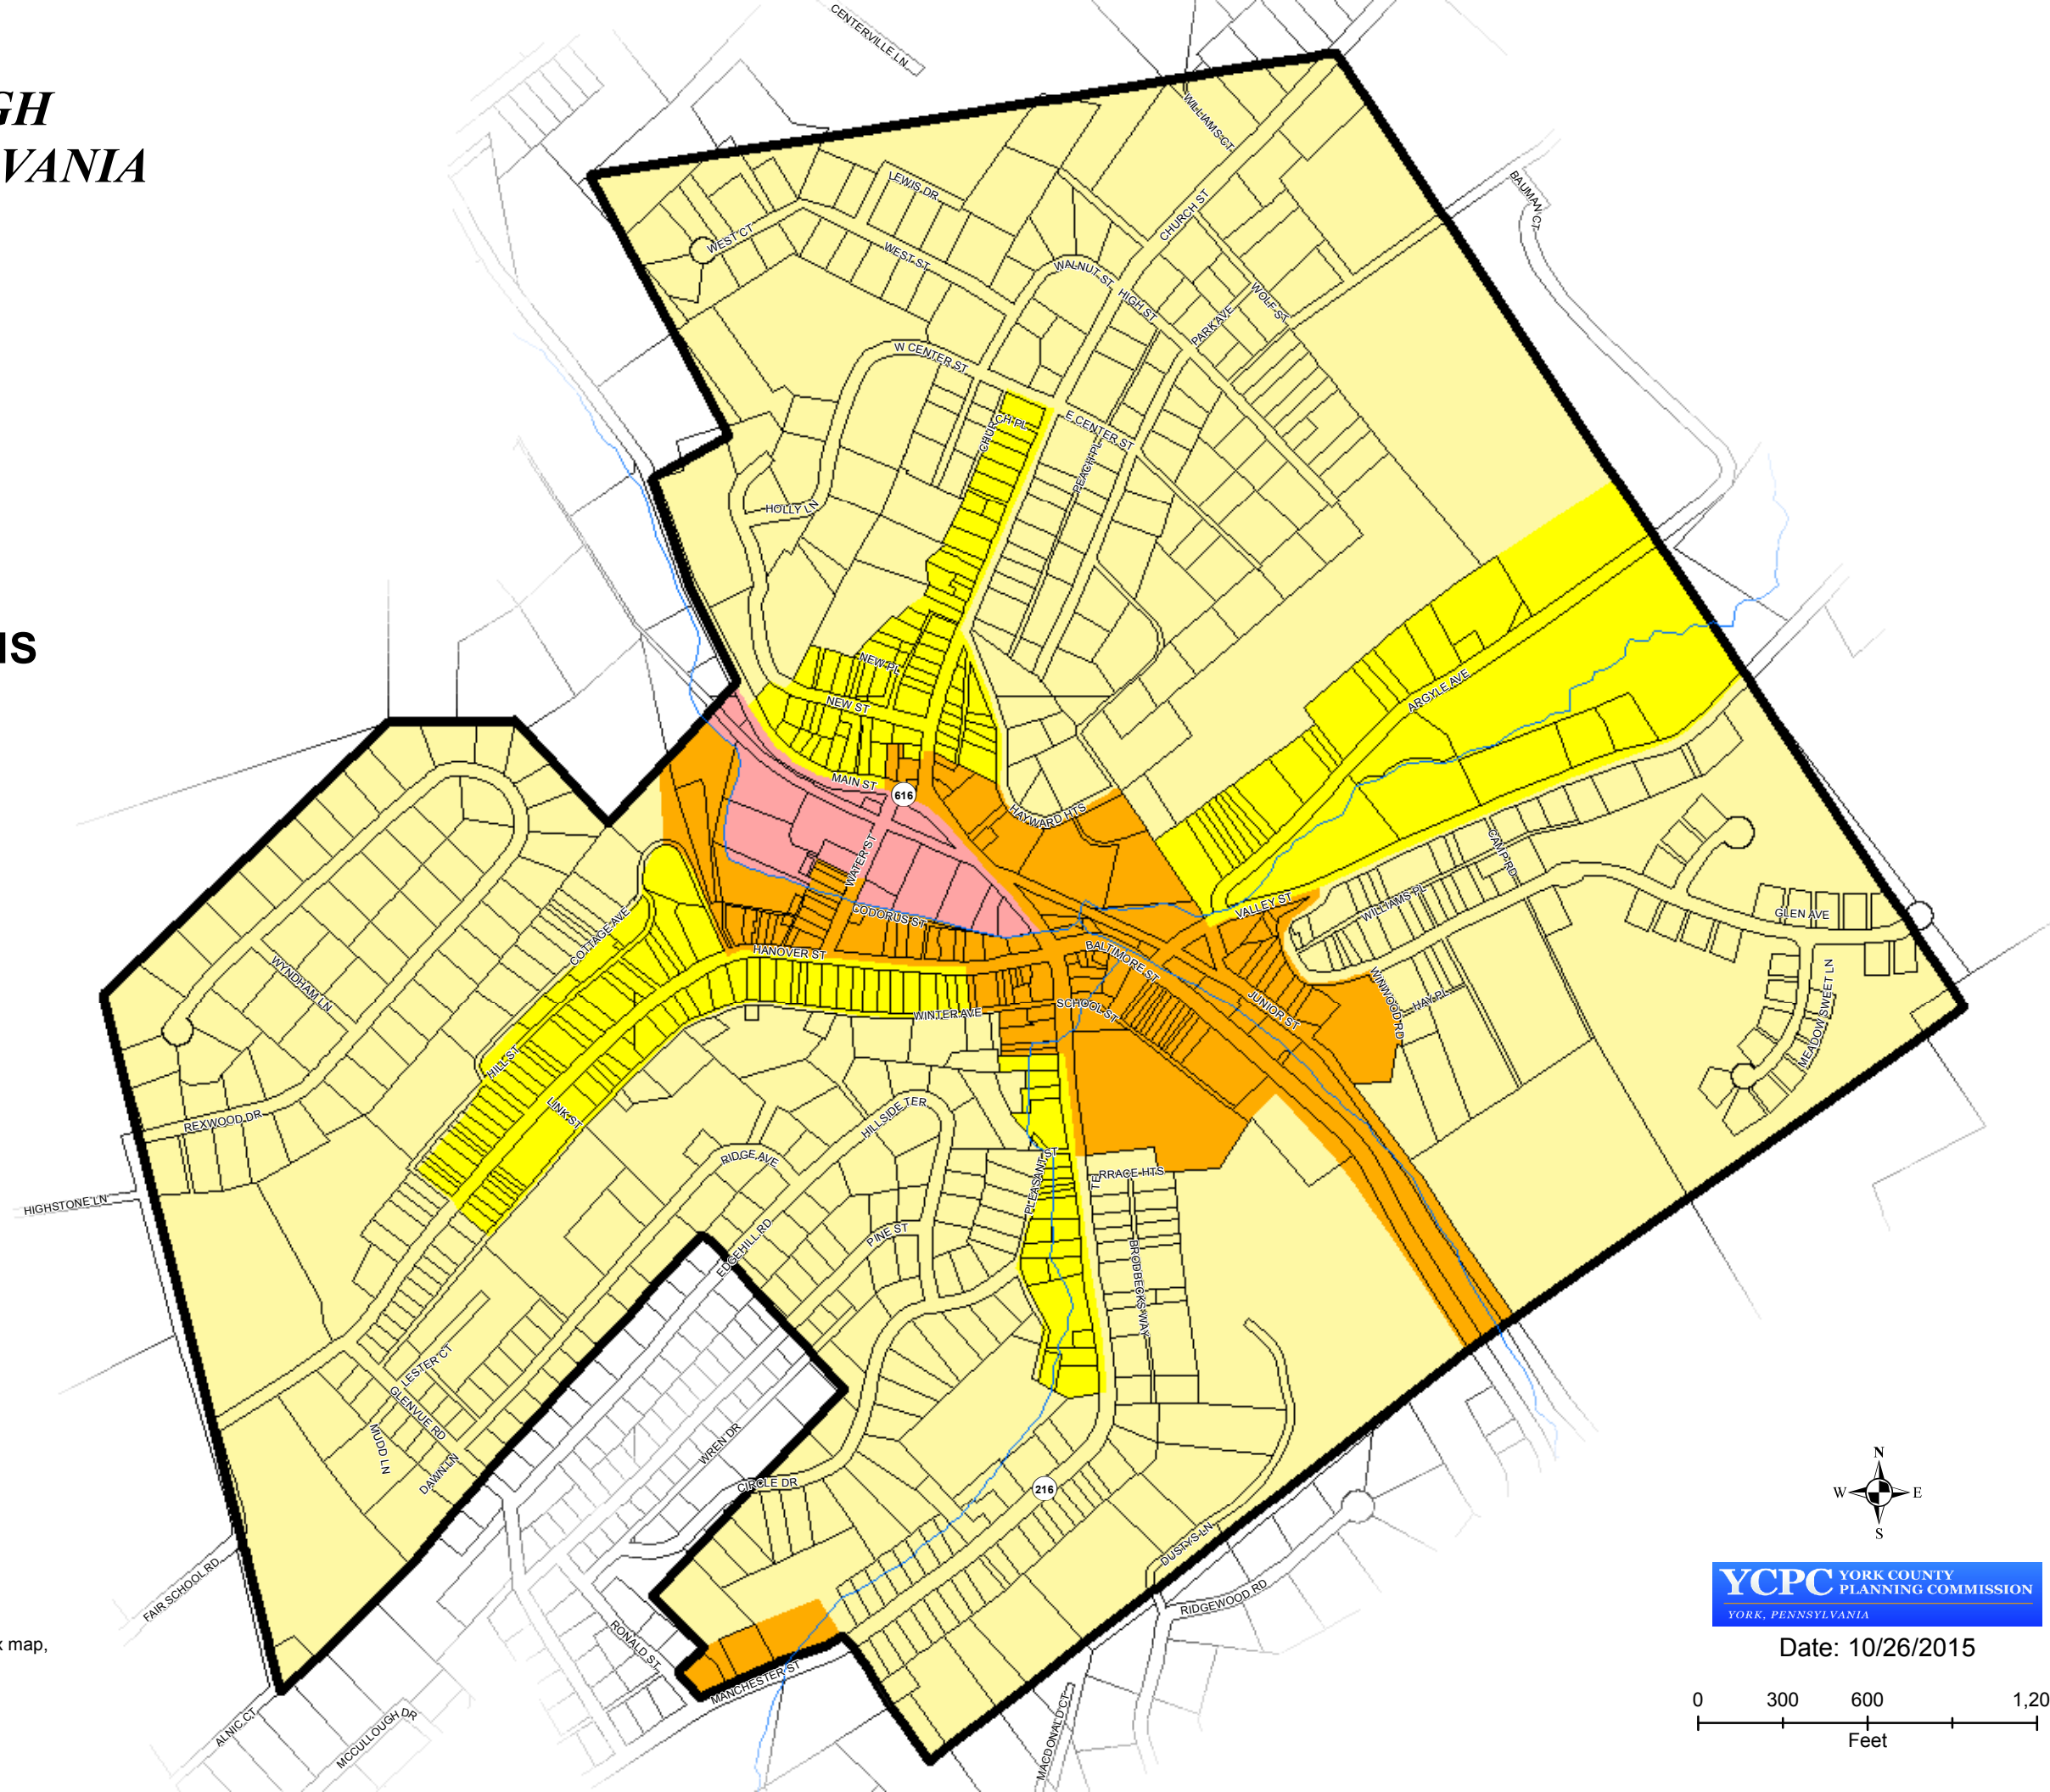 GH
VANIA
NS
x map,
CENTERVILLE LN
WILLIAMS CT
BAUMAN CT
LEWIS DR
WEST CT
WEST ST
CHURCH ST
WALNUT ST
HIGH ST
WOLF ST
PARK AVE
W CENTER ST
E CENTER ST
CHURCH PL
PEACH PL
HOLLY LN
NEW PL
NEW ST
ARGYLE AVE
MAIN ST
616
HAYWARD HTS
WATER ST
CODORUS ST
VALLEY ST
WILLIAMS PL
CAMP RD
GLEN AVE
COTTAGE AVE
HANOVER ST
BALTIMORE ST
WYNDHAM LN
WINWOOD RD
HAY PL
JUNIOR ST
MEADOW SWEET LN
SCHOOL ST
WINTER AVE
HILL ST
LINK ST
REXWOOD DR
HILLSIDE TER
RIDGE AVE
PLEASANT ST
TERRACE HTS
HIGHSTONE LN
EDGEHILL RD
PINE ST
BRODBECKS WAY
LESTER CT
GLENVUE RD
MUDD LN
DAWN LN
WREN DR
CIRCLE DR
216
DUSTYS LN
FAIR SCHOOL RD
RIDGEWOOD RD
RONALD ST
MANCHESTER ST
ALNIC CT
MCCULLOUGH DR
MACDONALD CT
N
W E
S
YCPC YORK COUNTY
PLANNING COMMISSION
YORK, PENNSYLVANIA
Date: 10/26/2015
0 300 600 1,20
Feet